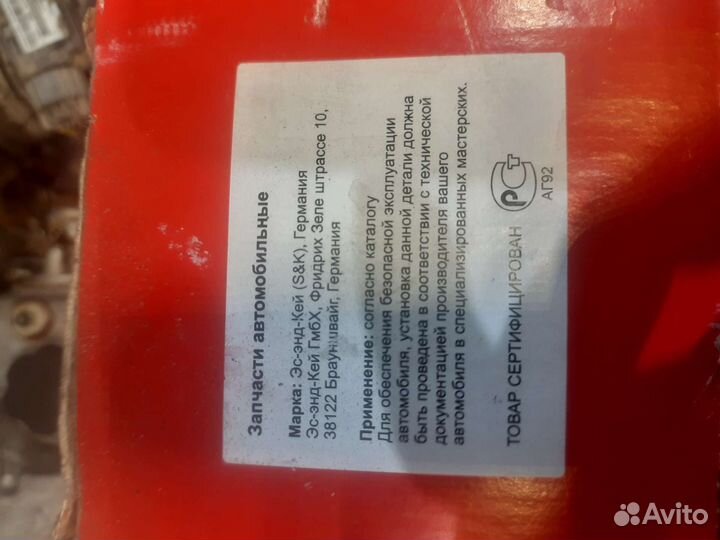 Запчасти автомобильные
Марка: Эс-энд-Кей (S&K), Германия
Эс-энд-Кей ГмбХ, Фридрих Зеле штрассе 10,
38122 Брауншвайг, Германия
Применение: согласно каталогу
Для обеспечения безопасной эксплуатации
автомобиля, установка данной детали должна
быть проведена в соответствии с технической
документацией производителя вашего
автомобиля в специализированных мастерских.
ТОВАР СЕРТИФИЦИРОВАН
РСТ
АГ92
Avito